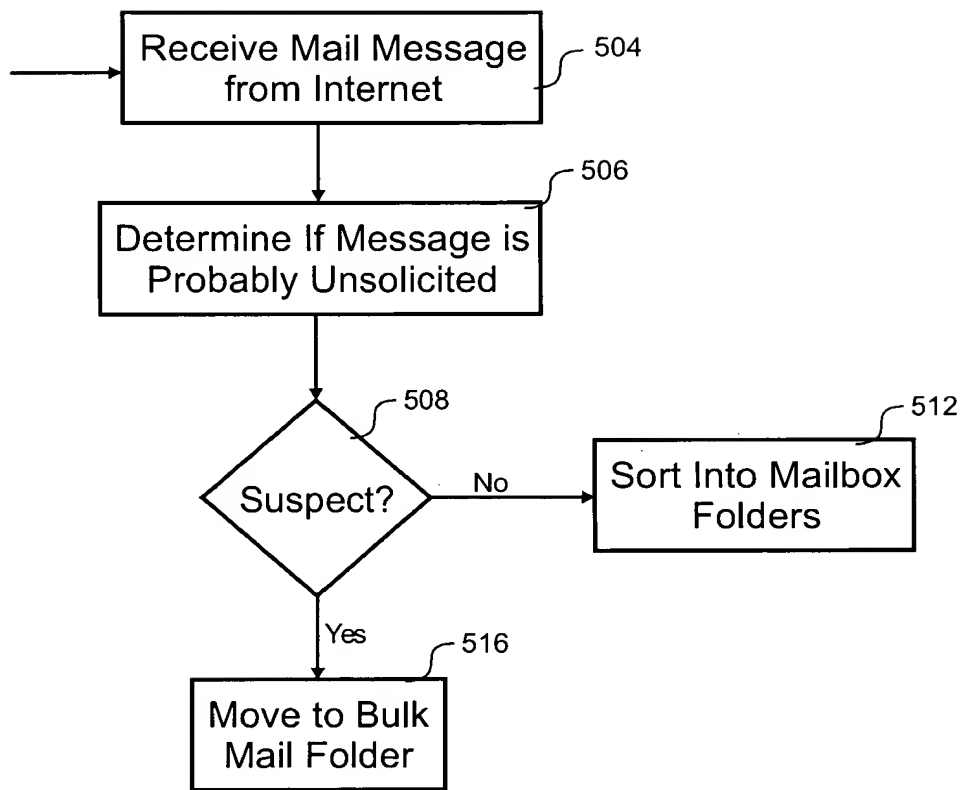 Receive Mail Message
from Internet
504
506
Determine If Message is
Probably Unsolicited
508
Suspect?
No
512
Sort Into Mailbox
Folders
Yes
516
Move to Bulk
Mail Folder